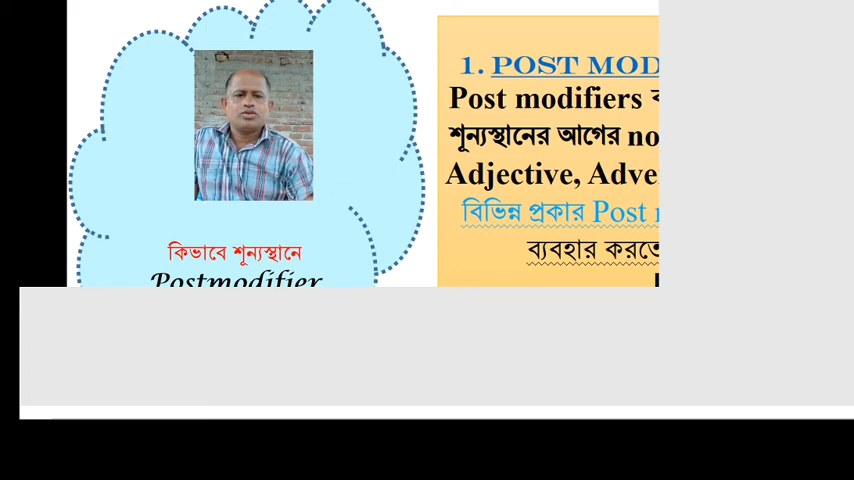 কিভাবে শূন্যস্থানে
Postmodifier
1. POST MOD
Post modifiers
শূন্যস্থানের আগের no
Adjective, Adve
বিভিন্ন প্রকার Post
ব্যবহার করতে